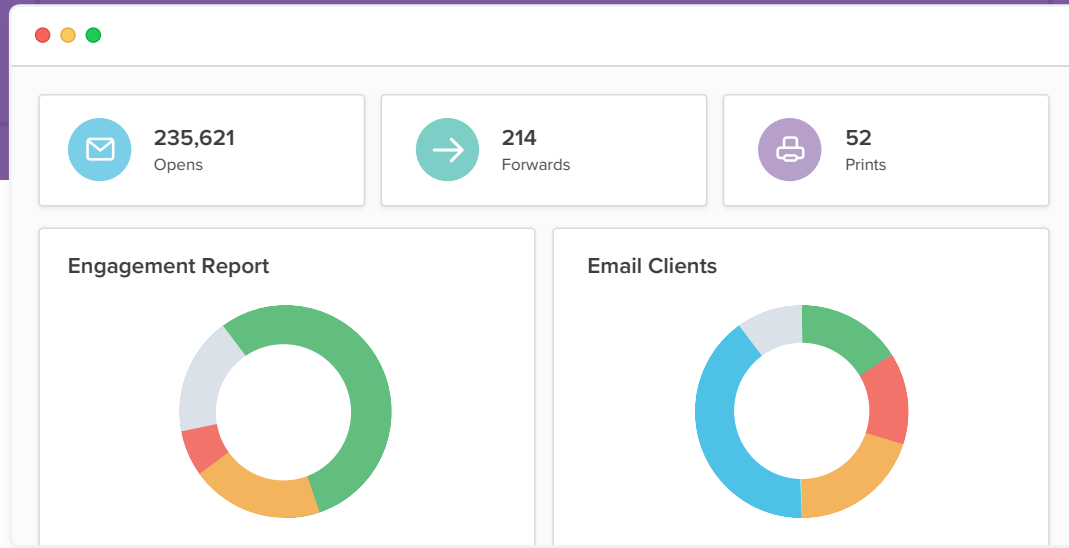 235,621
Opens
214
Forwards
52
Prints
Engagement Report
Email Clients